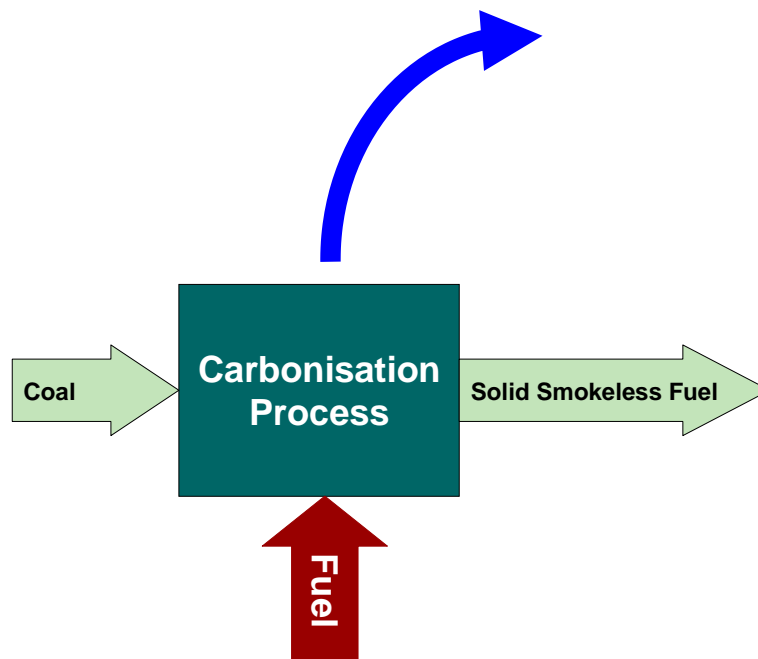 Coal
Carbonisation
Process
Solid Smokeless Fuel
Fuel